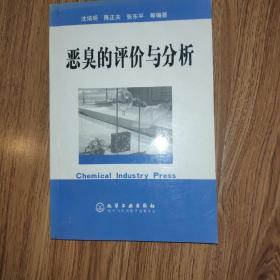 沈培明 陈正夫 张东平 等编著
恶臭的评价与分析
Chemical Industry Press
化学工业出版社